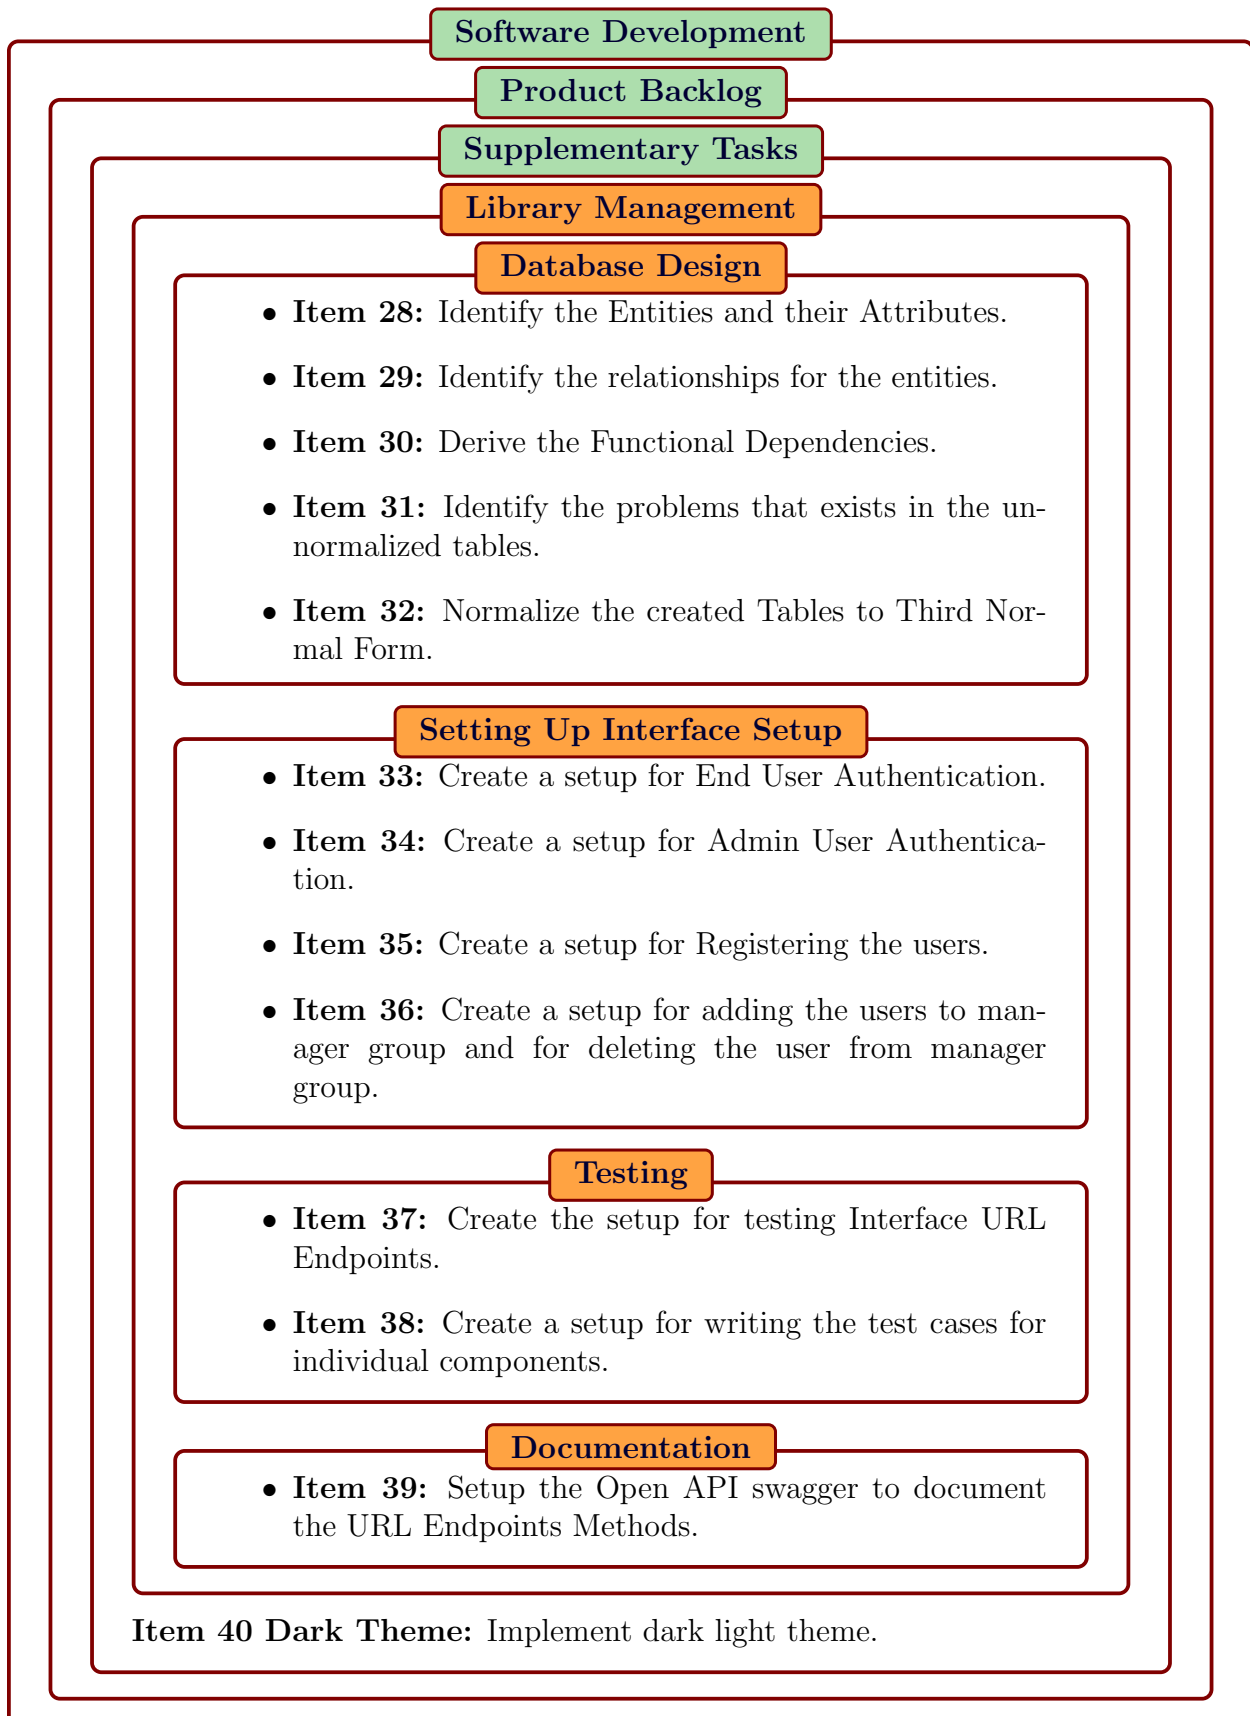 Software Development
Product Backlog
Supplementary Tasks
Library Management
Database Design
• Item 28: Identify the Entities and their Attributes.
• Item 29: Identify the relationships for the entities.
• Item 30: Derive the Functional Dependencies.
• Item 31: Identify the problems that exists in the un-
normalized tables.
• Item 32: Normalize the created Tables to Third Nor-
mal Form.
Setting Up Interface Setup
• Item 33: Create a setup for End User Authentication.
• Item 34: Create a setup for Admin User Authentica-
tion.
• Item 35: Create a setup for Registering the users.
• Item 36: Create a setup for adding the users to man-
ager group and for deleting the user from manager
group.
Testing
• Item 37: Create the setup for testing Interface URL
Endpoints.
• Item 38: Create a setup for writing the test cases for
individual components.
Documentation
• Item 39: Setup the Open API swagger to document
the URL Endpoints Methods.
Item 40 Dark Theme: Implement dark light theme.